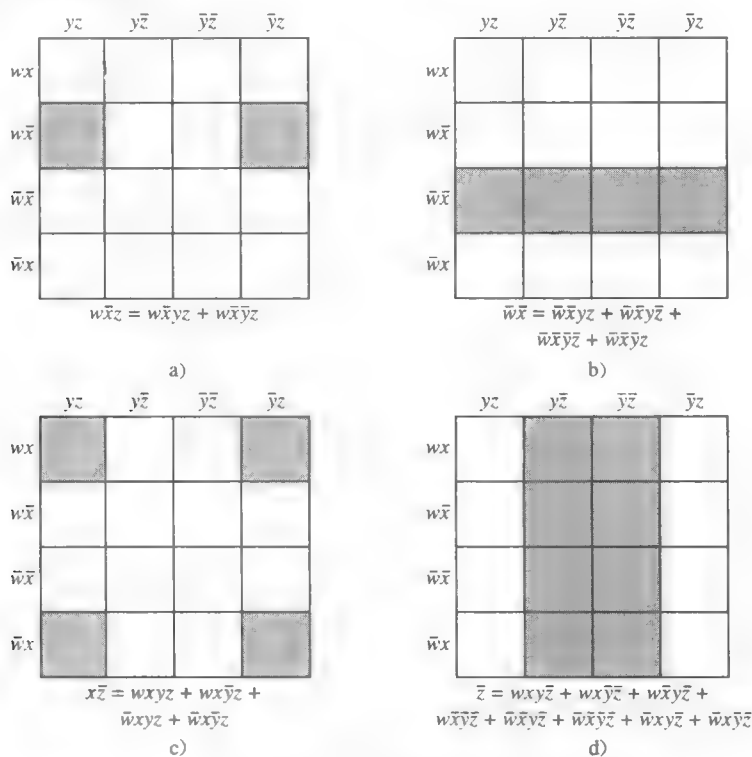 yz yz̄ ȳz̄ ȳz
wx
wx̄
w̄x̄
w̄x
wx̄z = wx̄yz + wx̄ȳz
a)
yz yz̄ ȳz̄ ȳz
wx
wx̄
w̄x̄
w̄x
w̄x̄ = w̄x̄yz + w̄x̄yz̄ +
w̄x̄ȳz̄ + w̄x̄ȳz
b)
yz yz̄ ȳz̄ ȳz
wx
wx̄
w̄x̄
w̄x
xz̄ = wxyz + wxȳz +
w̄xyz + w̄xȳz
c)
yz yz̄ ȳz̄ ȳz
wx
wx̄
w̄x̄
w̄x
z̄ = wxyz̄ + wxȳz̄ + wx̄yz̄ +
wx̄ȳz̄ + w̄x̄yz̄ + w̄x̄ȳz̄ + w̄xyz̄ + w̄xȳz̄
d)